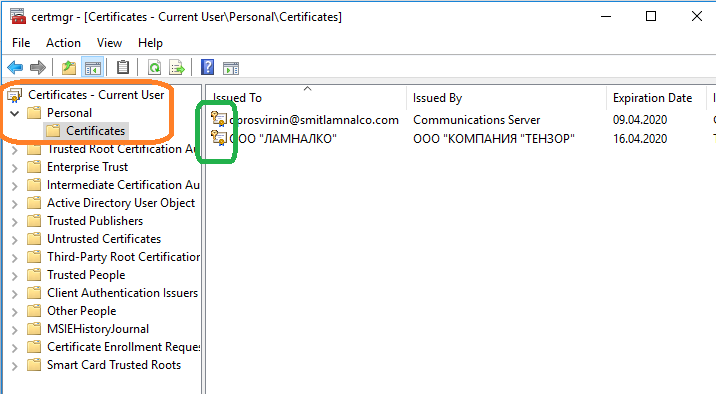 certmgr - [Certificates - Current User\Personal\Certificates]
File Action View Help
Certificates - Current User
Personal
Certificates
Trusted Root Certification Au
Enterprise Trust
Intermediate Certification Au
Active Directory User Object
Trusted Publishers
Untrusted Certificates
Third-Party Root Certification
Trusted People
Client Authentication Issuers
Other People
MSIEHistoryJournal
Certificate Enrollment Reques
Smart Card Trusted Roots
Issued To Issued By Expiration Date
prosvirnin@smitlamnalco.com Communications Server 09.04.2020
ООО "ЛАМНАЛКО" ООО "КОМПАНИЯ "ТЕНЗОР" 16.04.2020